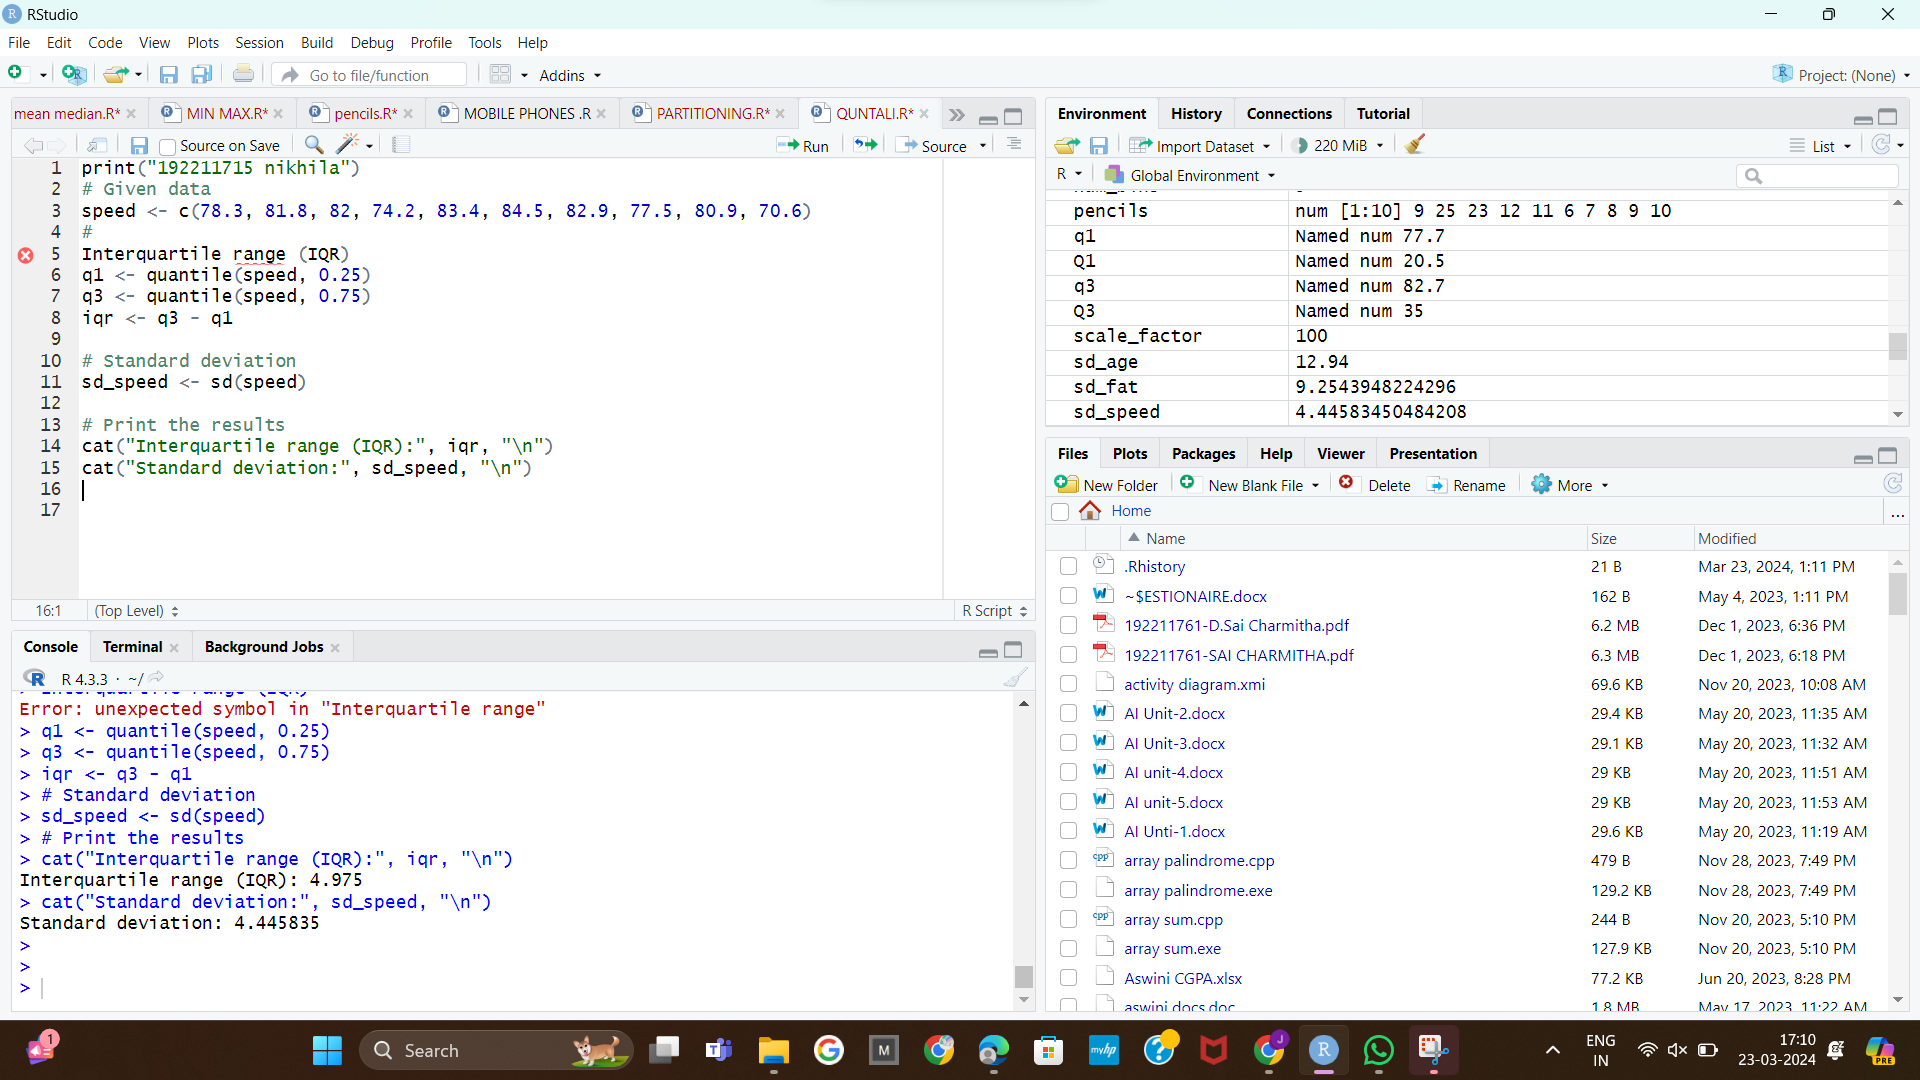 RStudio
File Edit Code View Plots Session Build Debug Profile Tools Help
Go to file/function Addins Project: (None)
mean median.R* MIN MAX.R* pencils.R* MOBILE PHONES .R PARTITIONING.R* QUNTALI.R*
Source on Save Run Source
1 print("192211715 nikhila")
2 # Given data
3 speed <- c(78.3, 81.8, 82, 74.2, 83.4, 84.5, 82.9, 77.5, 80.9, 70.6)
4 #
5 Interquartile range (IQR)
6 q1 <- quantile(speed, 0.25)
7 q3 <- quantile(speed, 0.75)
8 iqr <- q3 - q1
9
10 # Standard deviation
11 sd_speed <- sd(speed)
12
13 # Print the results
14 cat("Interquartile range (IQR):", iqr, "\n")
15 cat("Standard deviation:", sd_speed, "\n")
16
17
16:1 (Top Level) R Script
Console Terminal Background Jobs
R 4.3.3 · ~/
> Interquartile range (IQR)
Error: unexpected symbol in "Interquartile range"
> q1 <- quantile(speed, 0.25)
> q3 <- quantile(speed, 0.75)
> iqr <- q3 - q1
> # Standard deviation
> sd_speed <- sd(speed)
> # Print the results
> cat("Interquartile range (IQR):", iqr, "\n")
Interquartile range (IQR): 4.975
> cat("Standard deviation:", sd_speed, "\n")
Standard deviation: 4.445835
>
>
>
Environment History Connections Tutorial
Import Dataset 220 MiB List
R Global Environment
pencils num [1:10] 9 25 23 12 11 6 7 8 9 10
q1 Named num 77.7
Q1 Named num 20.5
q3 Named num 82.7
Q3 Named num 35
scale_factor 100
sd_age 12.94
sd_fat 9.2543948224296
sd_speed 4.44583450484208
Files Plots Packages Help Viewer Presentation
New Folder New Blank File Delete Rename More
Home ...
Name Size Modified
.Rhistory 21 B Mar 23, 2024, 1:11 PM
~$ESTIONAIRE.docx 162 B May 4, 2023, 1:11 PM
192211761-D.Sai Charmitha.pdf 6.2 MB Dec 1, 2023, 6:36 PM
192211761-SAI CHARMITHA.pdf 6.3 MB Dec 1, 2023, 6:18 PM
activity diagram.xmi 69.6 KB Nov 20, 2023, 10:08 AM
AI Unit-2.docx 29.4 KB May 20, 2023, 11:35 AM
AI Unit-3.docx 29.1 KB May 20, 2023, 11:32 AM
AI unit-4.docx 29 KB May 20, 2023, 11:51 AM
AI unit-5.docx 29 KB May 20, 2023, 11:53 AM
AI Unti-1.docx 29.6 KB May 20, 2023, 11:19 AM
array palindrome.cpp 479 B Nov 28, 2023, 7:49 PM
array palindrome.exe 129.2 KB Nov 28, 2023, 7:49 PM
array sum.cpp 244 B Nov 20, 2023, 5:10 PM
array sum.exe 127.9 KB Nov 20, 2023, 5:10 PM
Aswini CGPA.xlsx 77.2 KB Jun 20, 2023, 8:28 PM
aswini docs.doc 1.8 MB May 17, 2023, 11:22 AM
1 Search ENG IN 17:10 23-03-2024